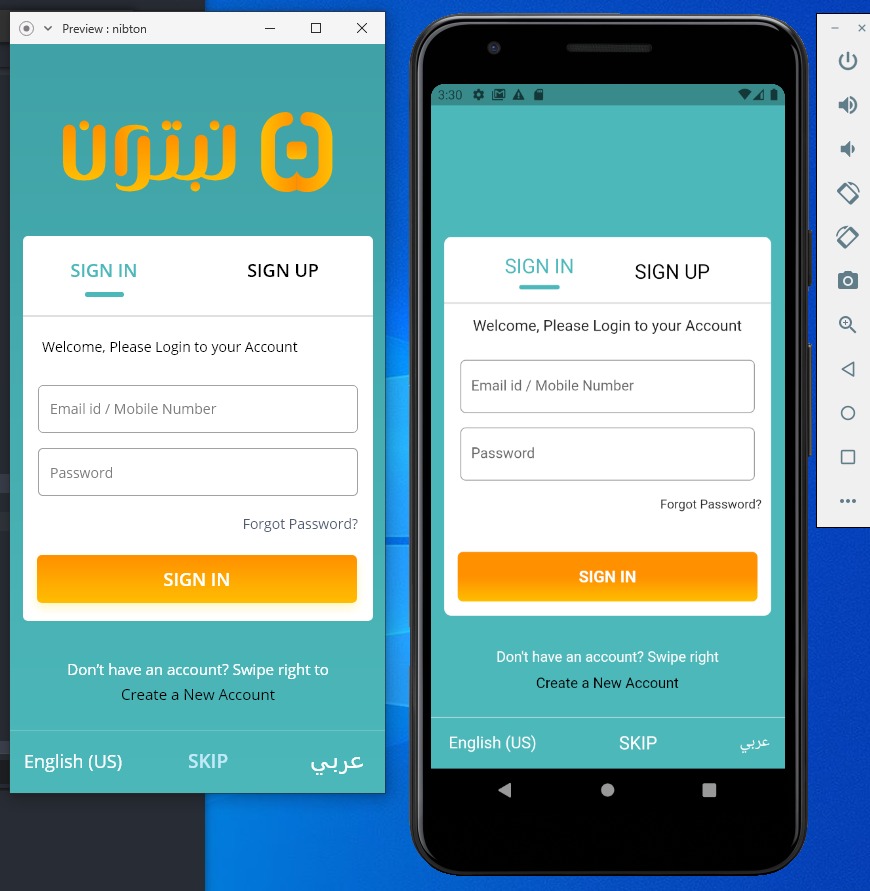 Preview : nibton
نبتون
SIGN IN
SIGN UP
Welcome, Please Login to your Account
Email id / Mobile Number
Password
Forgot Password?
SIGN IN
Don't have an account? Swipe right to
Create a New Account
English (US)
SKIP
عربي
3:30
SIGN IN
SIGN UP
Welcome, Please Login to your Account
Email id / Mobile Number
Password
Forgot Password?
SIGN IN
Don't have an account? Swipe right
Create a New Account
English (US)
SKIP
عربي